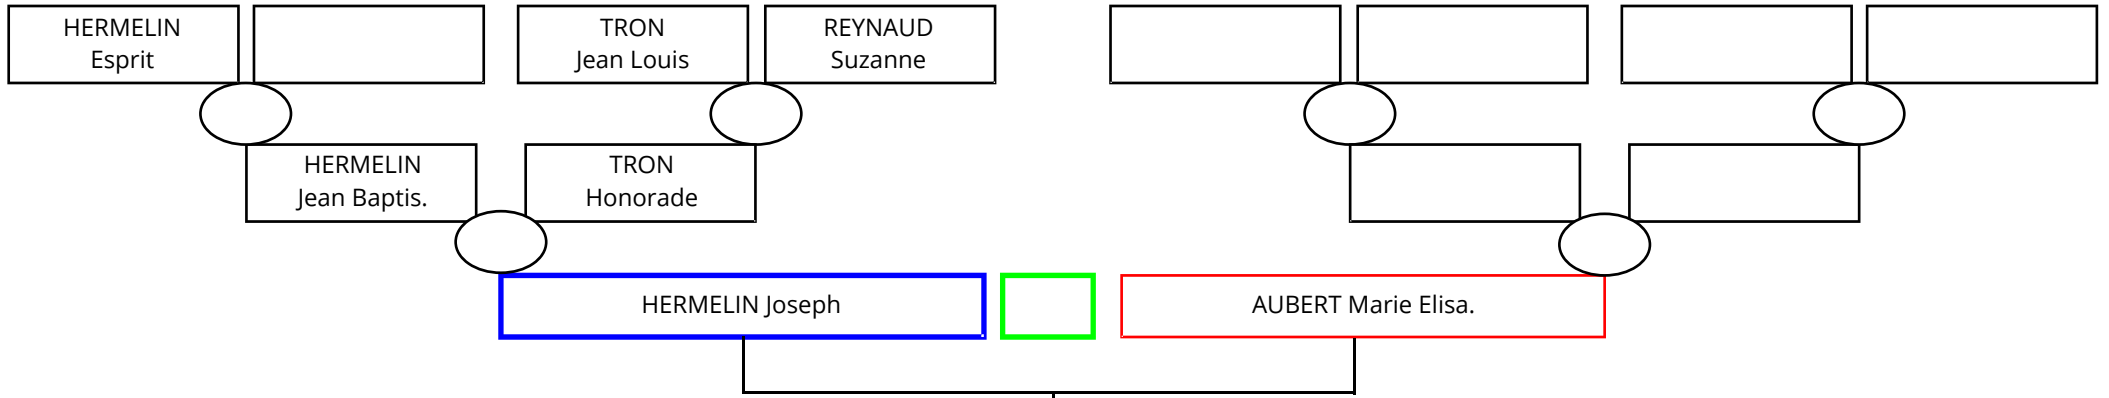 HERMELIN
Esprit
TRON
Jean Louis
REYNAUD
Suzanne
HERMELIN
Jean Baptis.
TRON
Honorade
HERMELIN Joseph
AUBERT Marie Elisa.